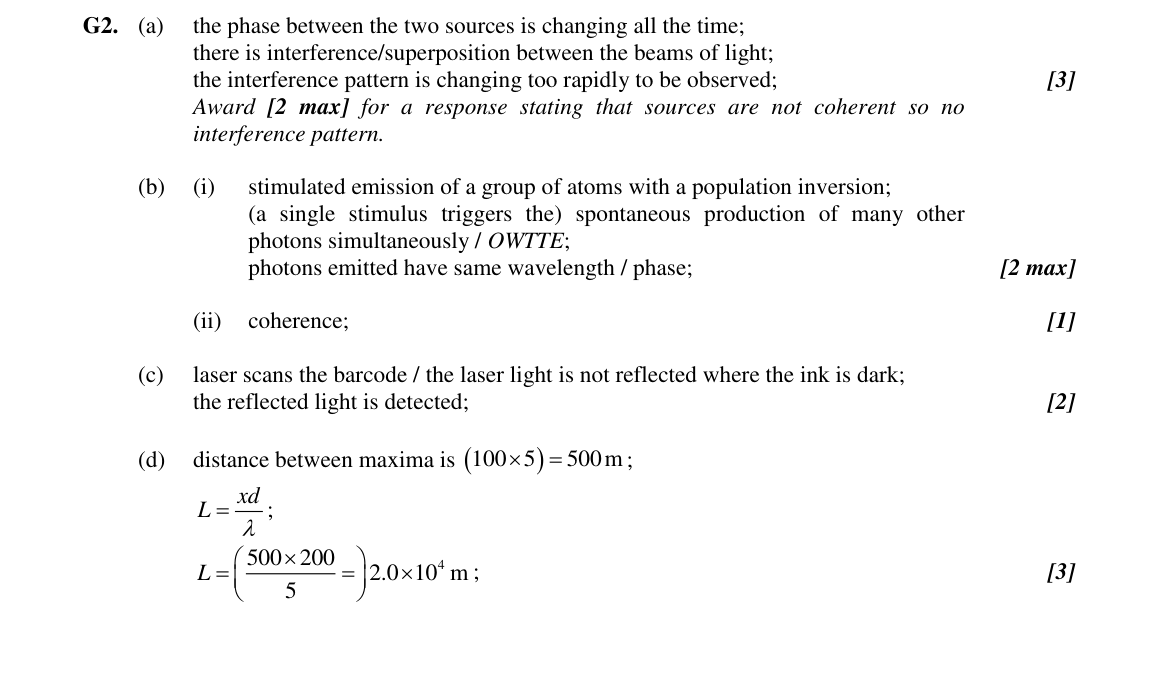 G2. (a) the phase between the two sources is changing all the time;
there is interference/superposition between the beams of light;
the interference pattern is changing too rapidly to be observed; [3]
Award [2 max] for a response stating that sources are not coherent so no
interference pattern.
(b) (i) stimulated emission of a group of atoms with a population inversion;
(a single stimulus triggers the) spontaneous production of many other
photons simultaneously / OWTTE;
photons emitted have same wavelength / phase; [2 max]
(ii) coherence; [1]
(c) laser scans the barcode / the laser light is not reflected where the ink is dark;
the reflected light is detected; [2]
(d) distance between maxima is (100×5)=500m;
L = xd/λ;
L = (500×200/5 =) 2.0×10⁴ m; [3]